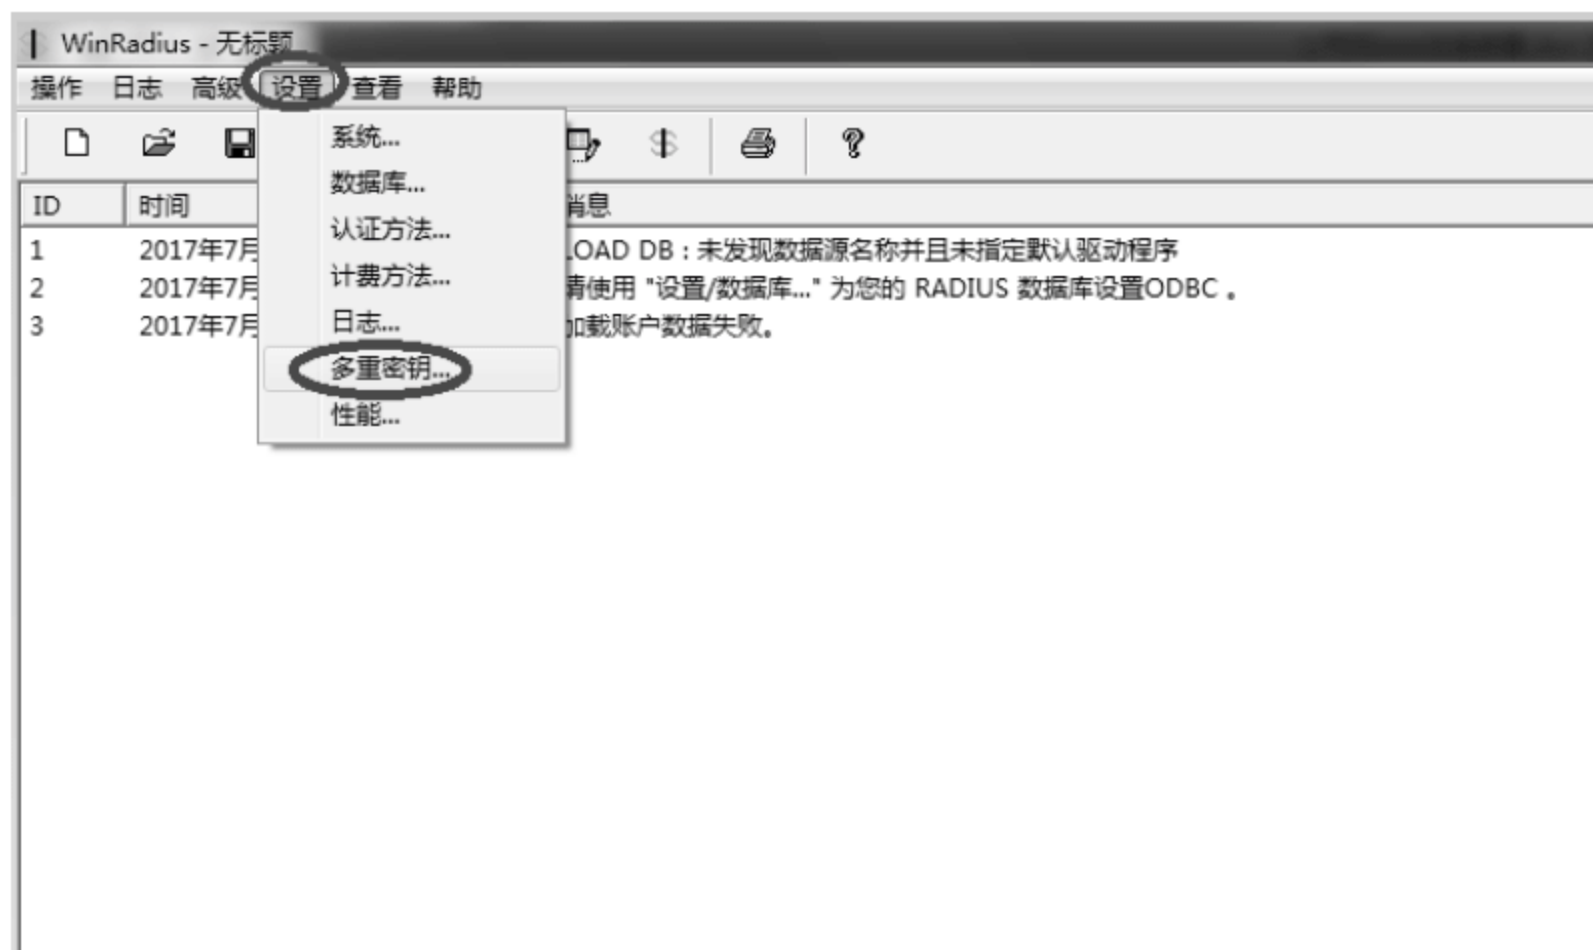 WinRadius - 无标题
操作 日志 高级 设置 查看 帮助
系统...
数据库...
认证方法...
计费方法...
日志...
多重密钥...
性能...
ID 时间 消息
1 2017年7月 LOAD DB：未发现数据源名称并且未指定默认驱动程序
2 2017年7月 请使用 "设置/数据库..." 为您的 RADIUS 数据库设置ODBC 。
3 2017年7月 加载账户数据失败。